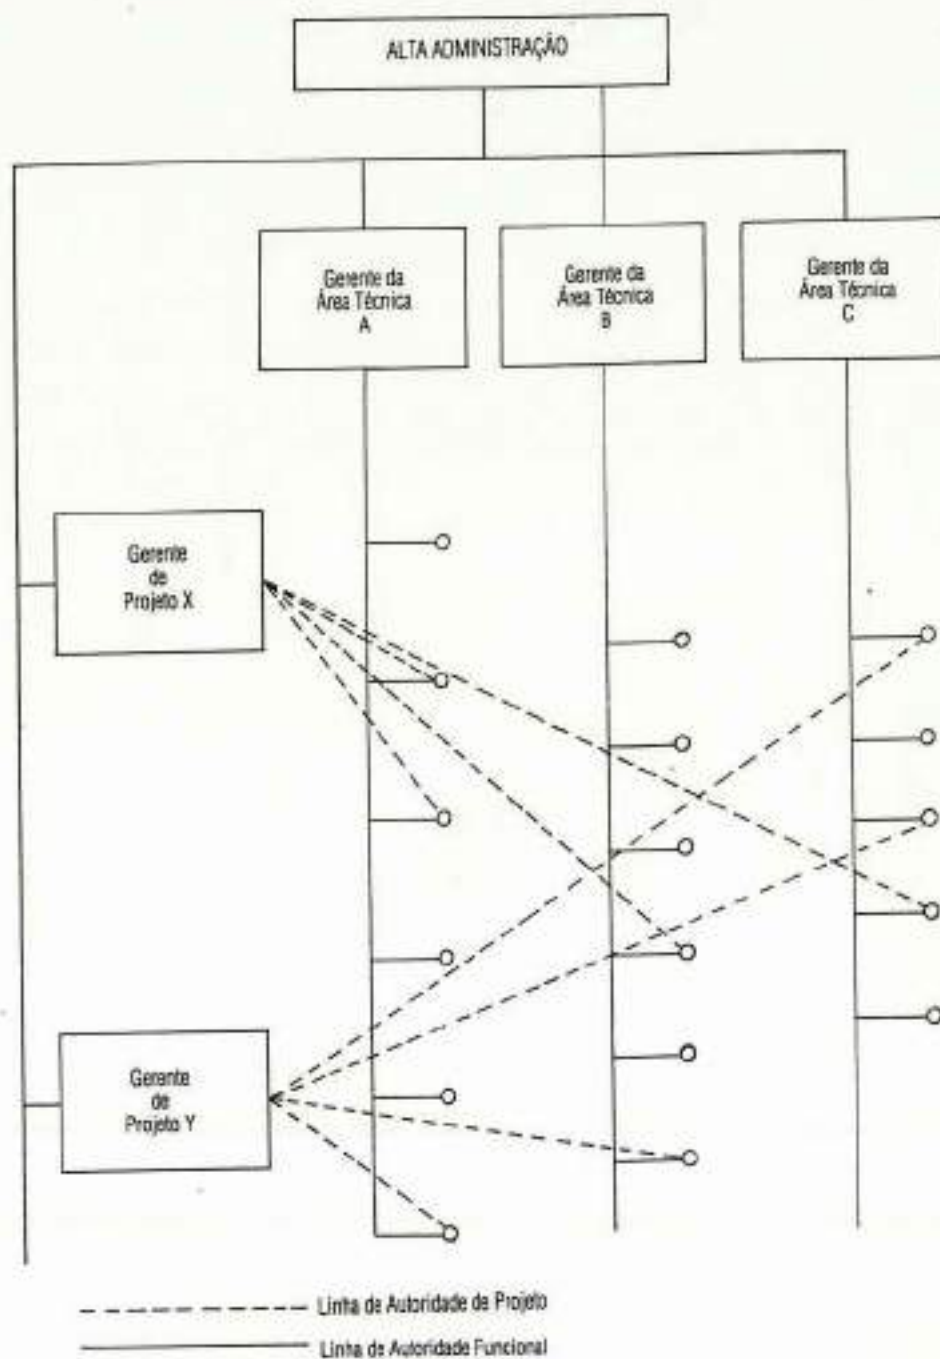 ALTA ADMINISTRAÇÃO
Gerente da
Área Técnica
A
Gerente da
Área Técnica
B
Gerente da
Área Técnica
C
Gerente
de
Projeto X
Gerente
de
Projeto Y
Linha de Autoridade de Projeto
Linha de Autoridade Funcional